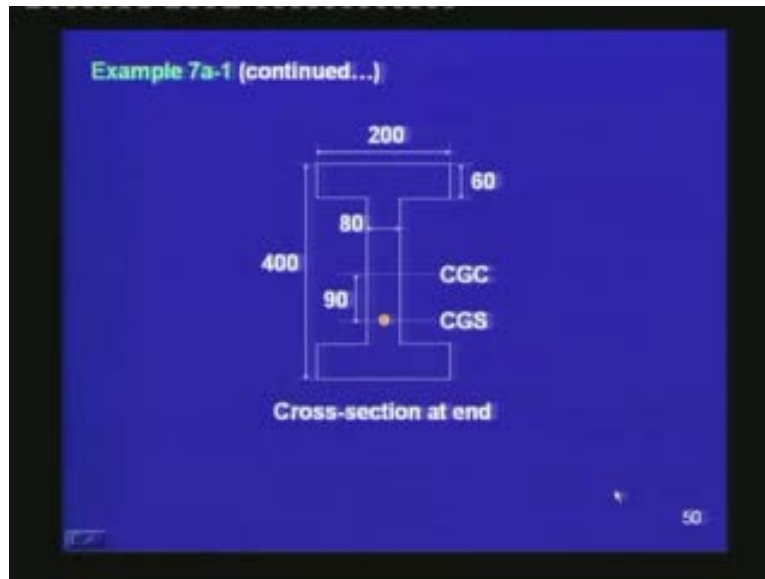 Example 7a-1 (continued...)
200
60
80
400
CGC
90
CGS
Cross-section at end
50